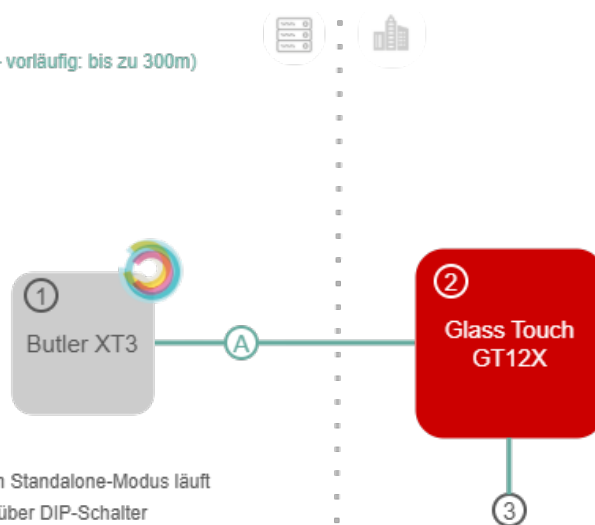 - vorläufig: bis zu 300m)
1
Butler XT3
A
2
Glass Touch
GT12X
Standalone-Modus läuft
über DIP-Schalter
3